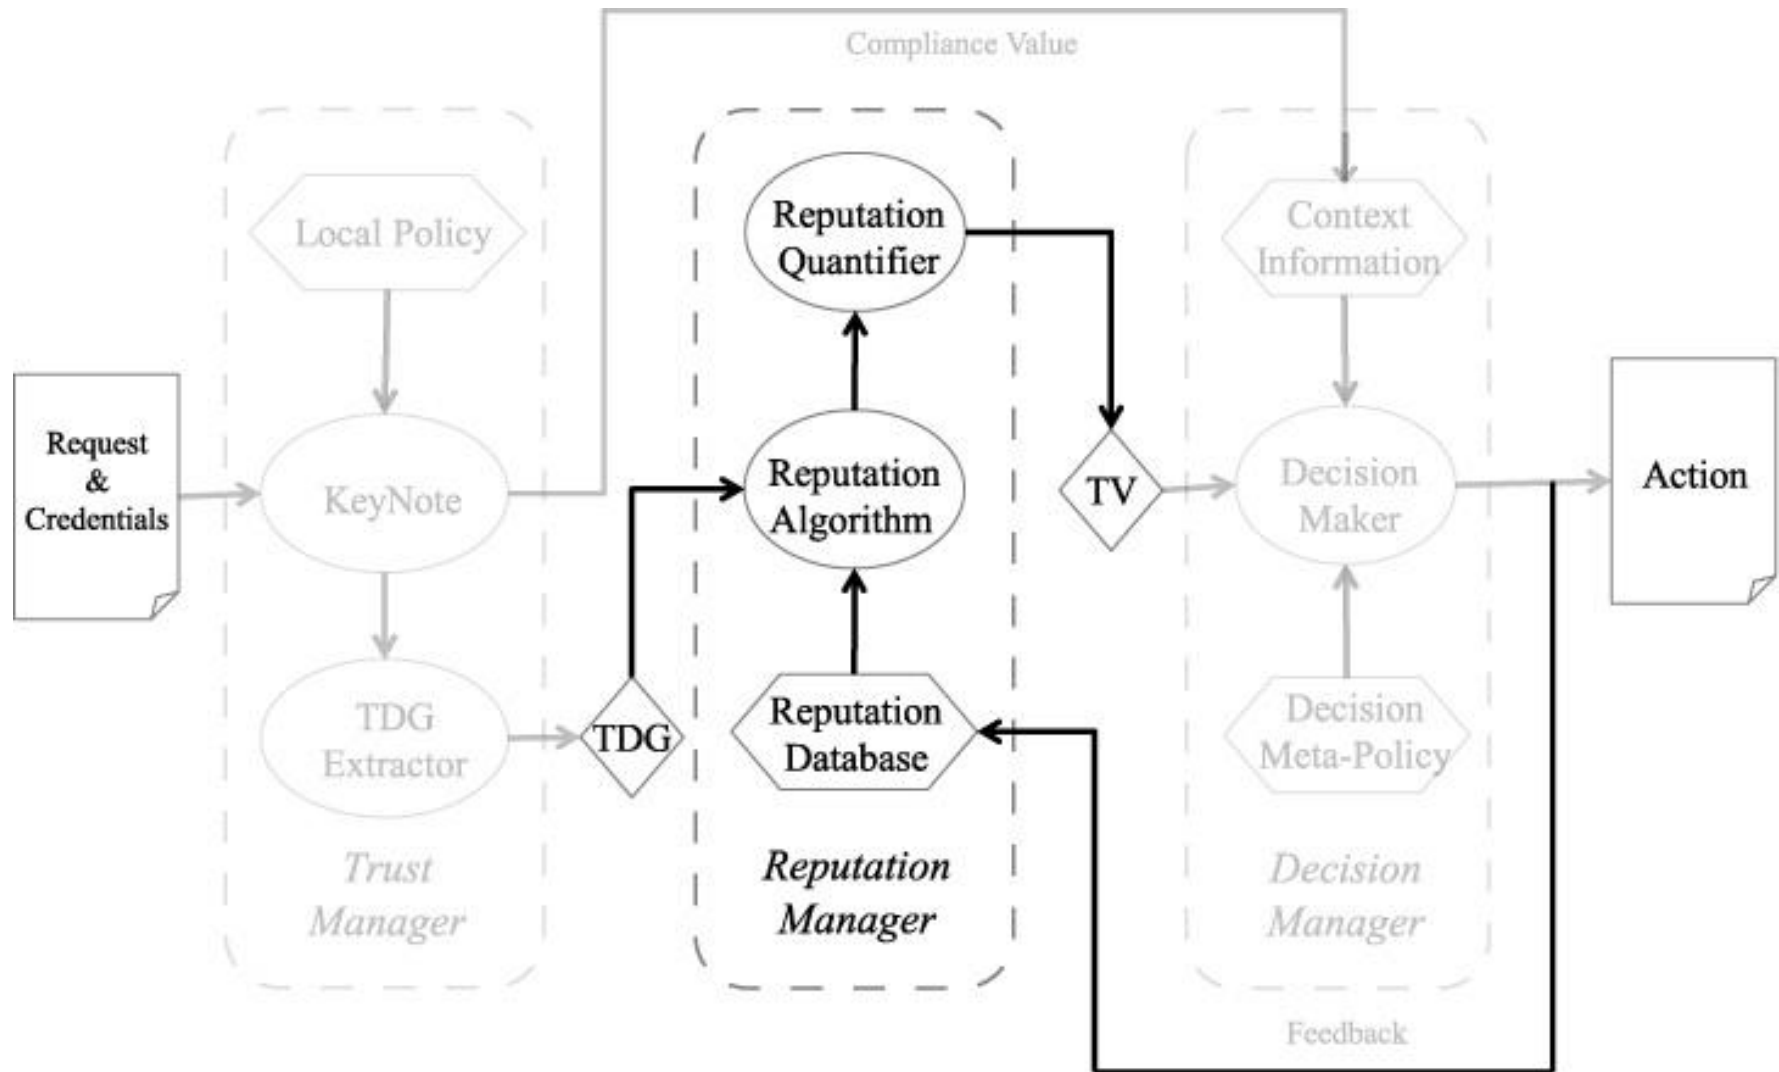 Compliance Value
Local Policy
Request
&
Credentials
KeyNote
TDG
Extractor
Trust
Manager
TDG
Reputation
Quantifier
Reputation
Algorithm
Reputation
Database
Reputation
Manager
TV
Context
Information
Decision
Maker
Decision
Meta-Policy
Decision
Manager
Action
Feedback